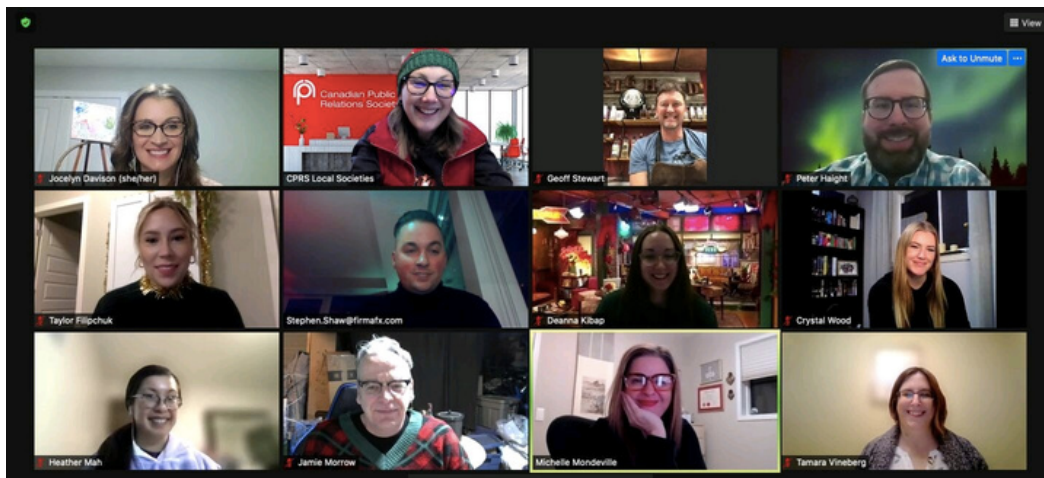 View
Canadian Public
Relations Societ
Ask to Unmute
Jocelyn Davison (she/her)
CPRS Local Societies
Geoff Stewart
Peter Haight
Taylor Filipchuk
Stephen.Shaw@firmafx.com
Deanna Kibap
Crystal Wood
Heather Mah
Jamie Morrow
Michelle Mondeville
Tamara Vineberg